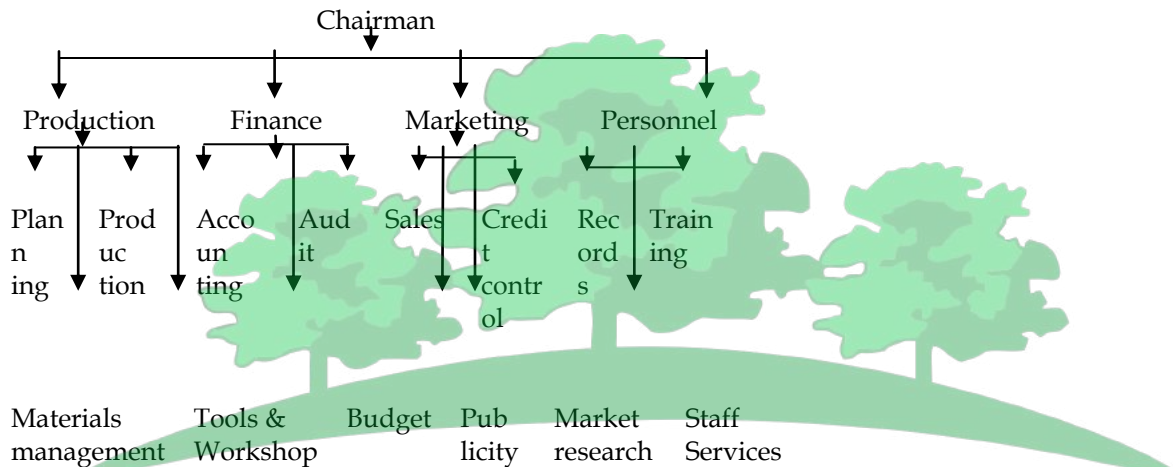 Chairman
Production Finance Marketing Personnel
Plan Prod Acco Aud Sales Credi Rec Train
n uc un it t ord ing
ing tion ting contr s
ol
Materials Tools & Budget Pub Market Staff
management Workshop licity research Services